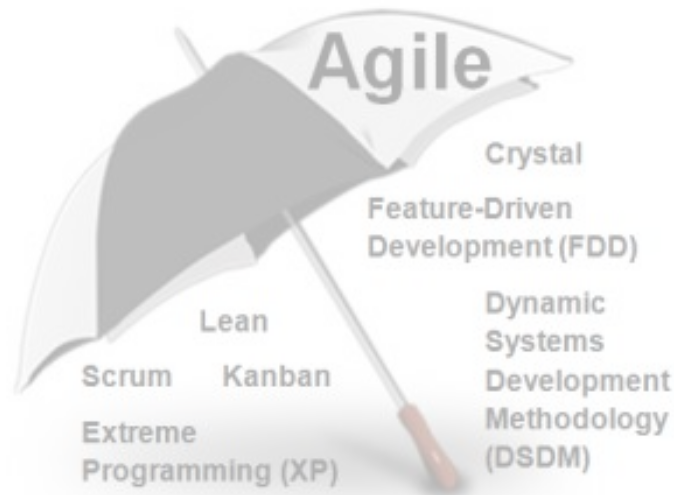 Agile
Crystal
Feature-Driven
Development (FDD)
Dynamic
Systems
Development
Methodology
(DSDM)
Lean
Scrum
Kanban
Extreme
Programming (XP)